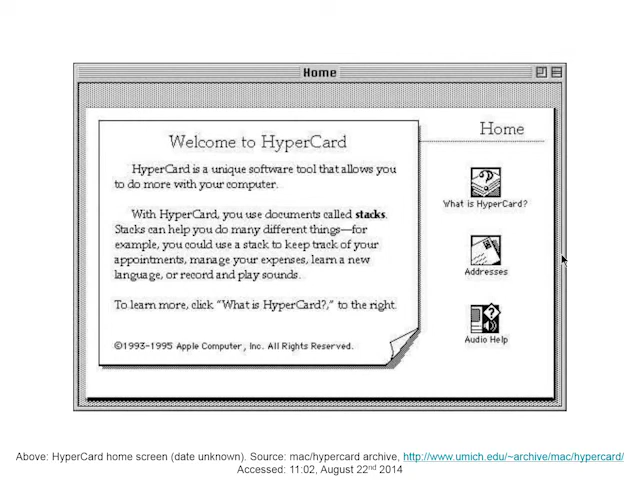 Home
Welcome to HyperCard
HyperCard is a unique software tool that allows you
to do more with your computer.
With HyperCard, you use documents called stacks.
Stacks can help you do many different things—for
example, you could use a stack to keep track of your
appointments, manage your expenses, learn a new
language, or record and play sounds.
To learn more, click "What is HyperCard?," to the right.
©1993-1995 Apple Computer, Inc. All Rights Reserved.
Home
What is HyperCard?
Addresses
Audio Help
Above: HyperCard home screen (date unknown). Source: mac/hypercard archive, http://www.umich.edu/~archive/mac/hypercard/
Accessed: 11:02, August 22nd 2014